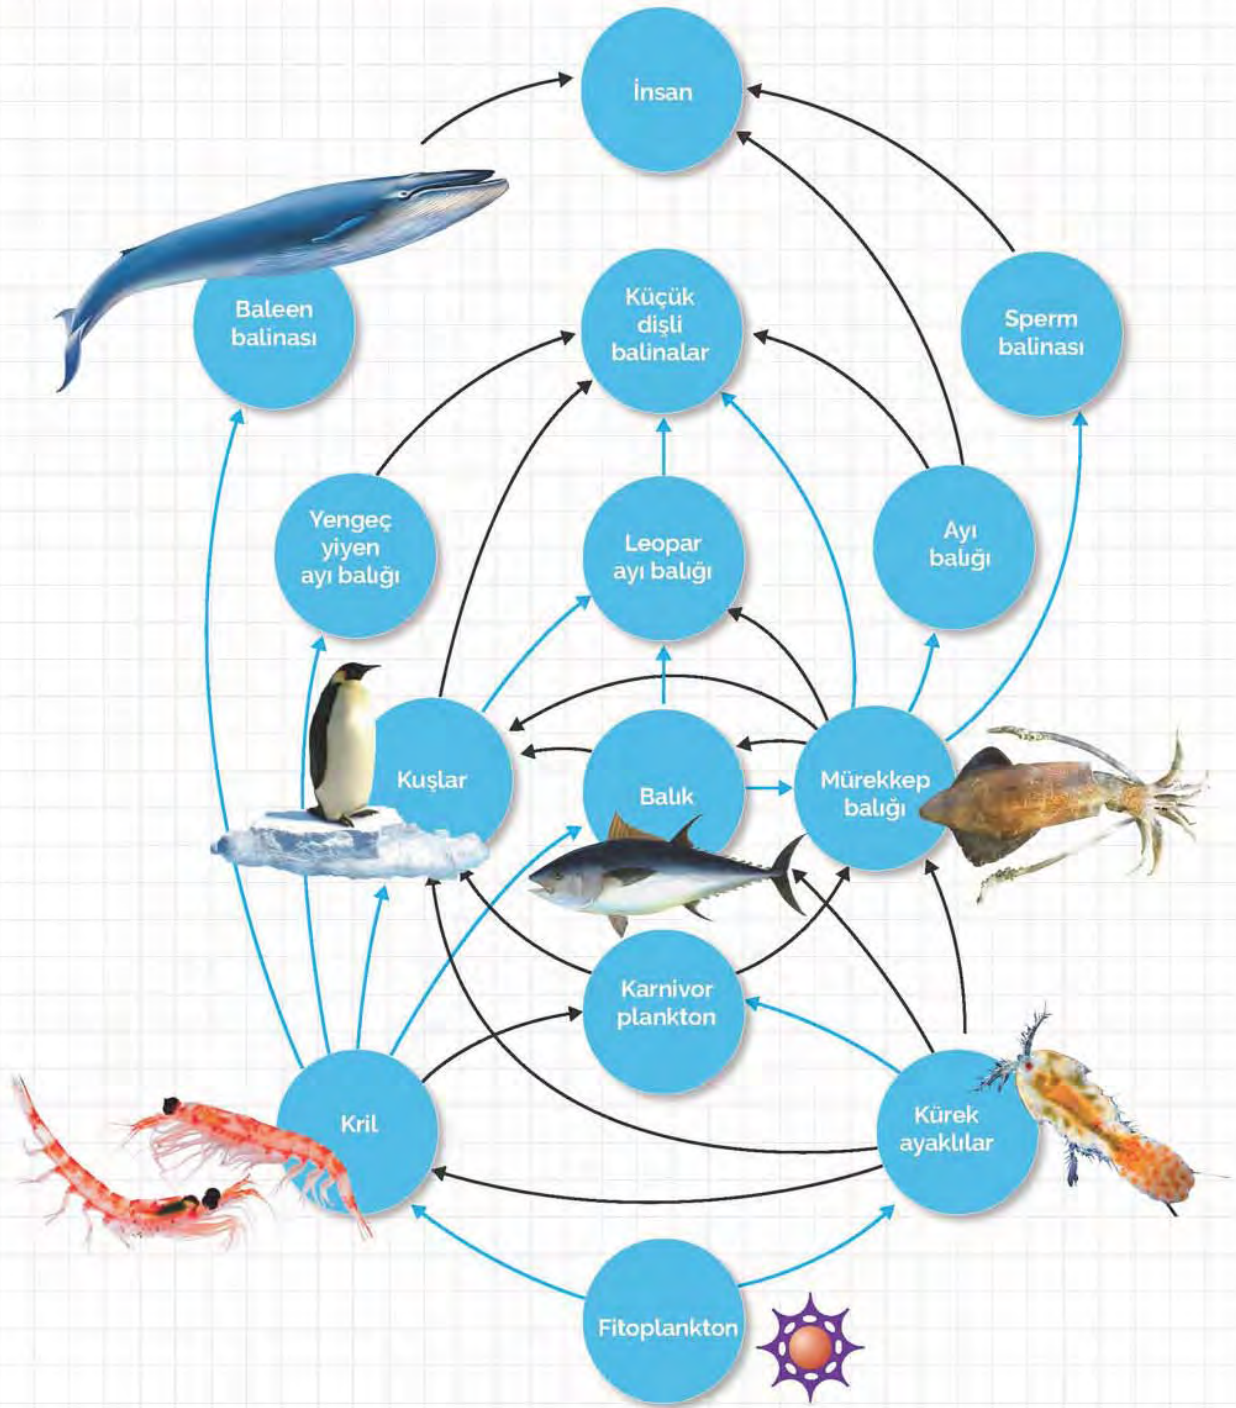 İnsan
Baleen
balinası
Küçük
dişli
balinalar
Sperm
balinası
Yengeç
yiyen
ayı balığı
Leopar
ayı balığı
Ayı
balığı
Kuşlar
Balık
Mürekkep
balığı
Karnivor
plankton
Kril
Kürek
ayaklılar
Fitoplankton